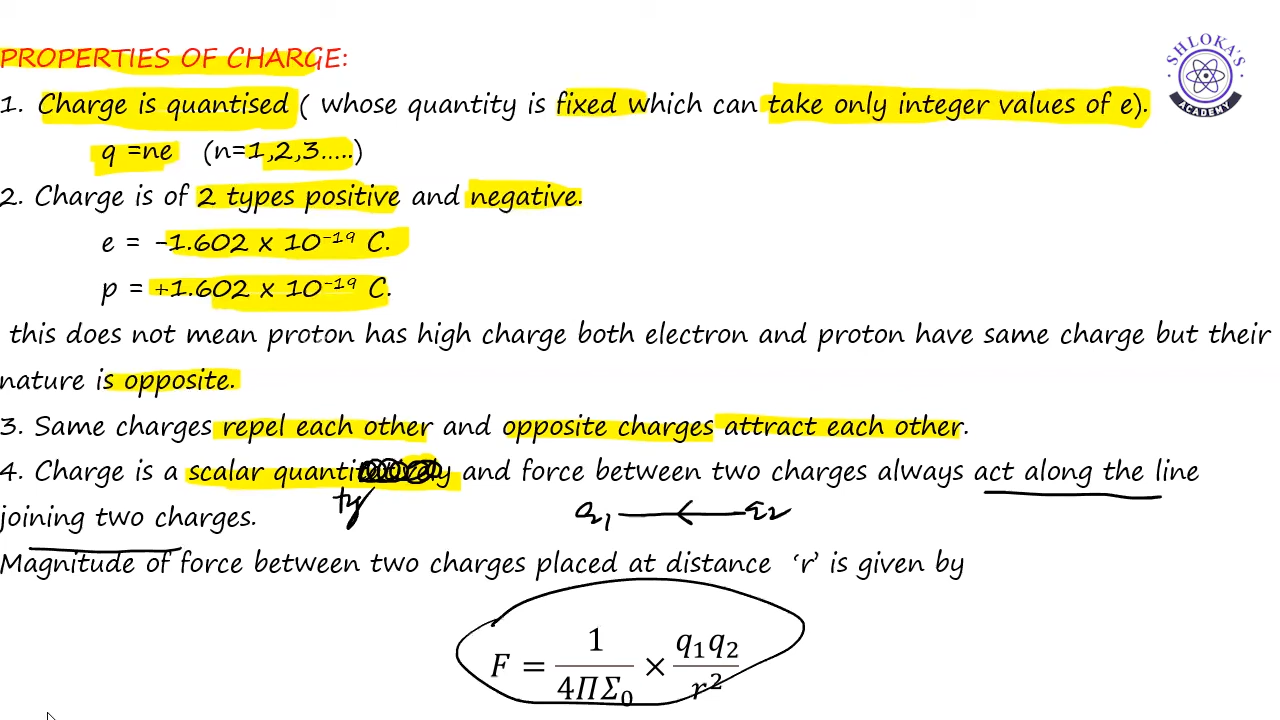 PROPERTIES OF CHARGE:
SHLOKA'S
ACADEMY
1. Charge is quantised ( whose quantity is fixed which can take only integer values of e).
q =ne (n=1,2,3.....)
2. Charge is of 2 types positive and negative.
e = -1.602 x 10⁻¹⁹ C.
p = +1.602 x 10⁻¹⁹ C.
this does not mean proton has high charge both electron and proton have same charge but their
nature is opposite.
3. Same charges repel each other and opposite charges attract each other.
4. Charge is a scalar quantit y and force between two charges always act along the line
ty
joining two charges.
q₁ q₂
Magnitude of force between two charges placed at distance ‘r’ is given by
F = 1/4ΠΣ₀ × q₁q₂/r²